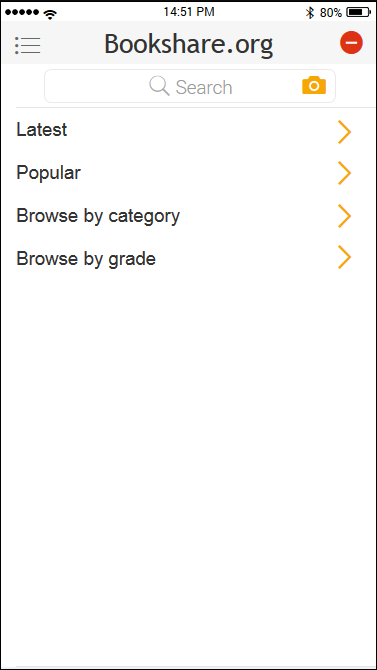 14:51 PM 80%
Bookshare.org
Search
Latest
Popular
Browse by category
Browse by grade